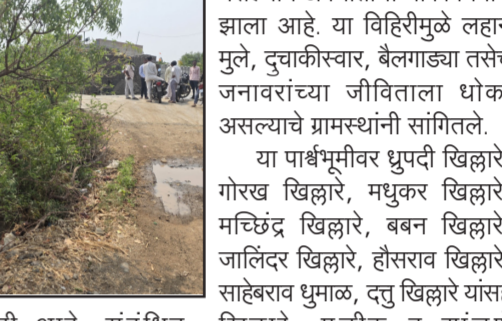 झाला आहे. या विहिरीमुळे लहान
मुले, दुचाकीस्वार, बैलगाड्या तसेच
जनावरांच्या जीविताला धोक
असल्याचे ग्रामस्थांनी सांगितले.
या पार्श्वभूमीवर ध्रुपदी खिल्लारे
गोरख खिल्लारे, मधुकर खिल्लारे
मच्छिंद्र खिल्लारे, बबन खिल्लारे
जालिंदर खिल्लारे, हौसराव खिल्लारे
साहेबराव धुमाळ, दत्तु खिल्लारे यांसह